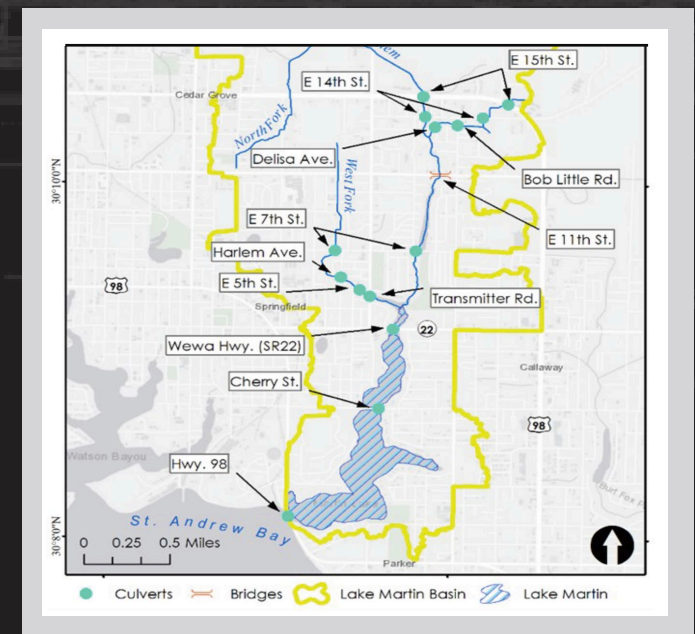 E 15th St.
E 14th St.
Cedar Grove
North Fork
Delisa Ave.
West Fork
Bob Little Rd.
30°10'0"N
E 7th St.
E 11th St.
Harlem Ave.
98
E 5th St.
Transmitter Rd.
Springfield
22
Wewa Hwy. (SR22)
Callaway
Cherry St.
98
Watson Bayou
Hwy. 98
St. Andrew Bay
30°8'0"N
0 0.25 0.5 Miles
Parker
Culverts Bridges Lake Martin Basin Lake Martin